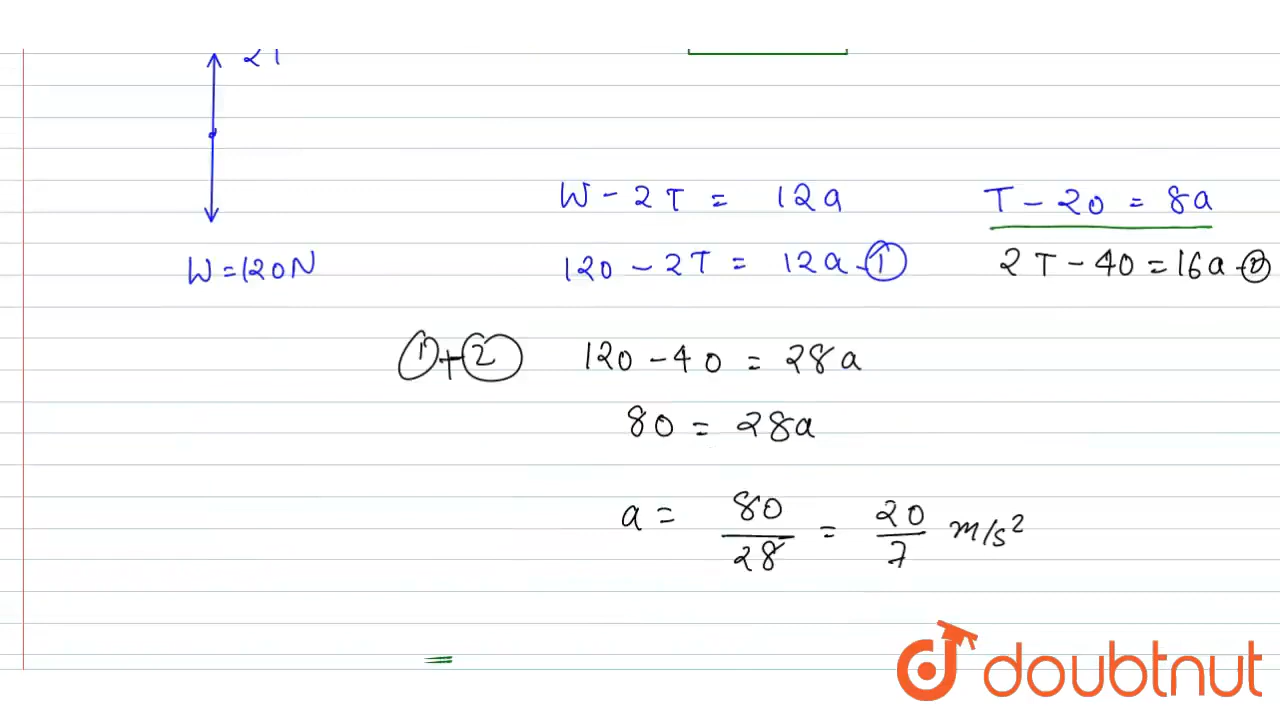 2T
W - 2T = 12a
T - 20 = 8a
W = 120N
120 - 2T = 12a - ①
2T - 40 = 16a - ②
① + ②
120 - 40 = 28a
80 = 28a
a = 80/28 = 20/7 m/s²
doubtnut